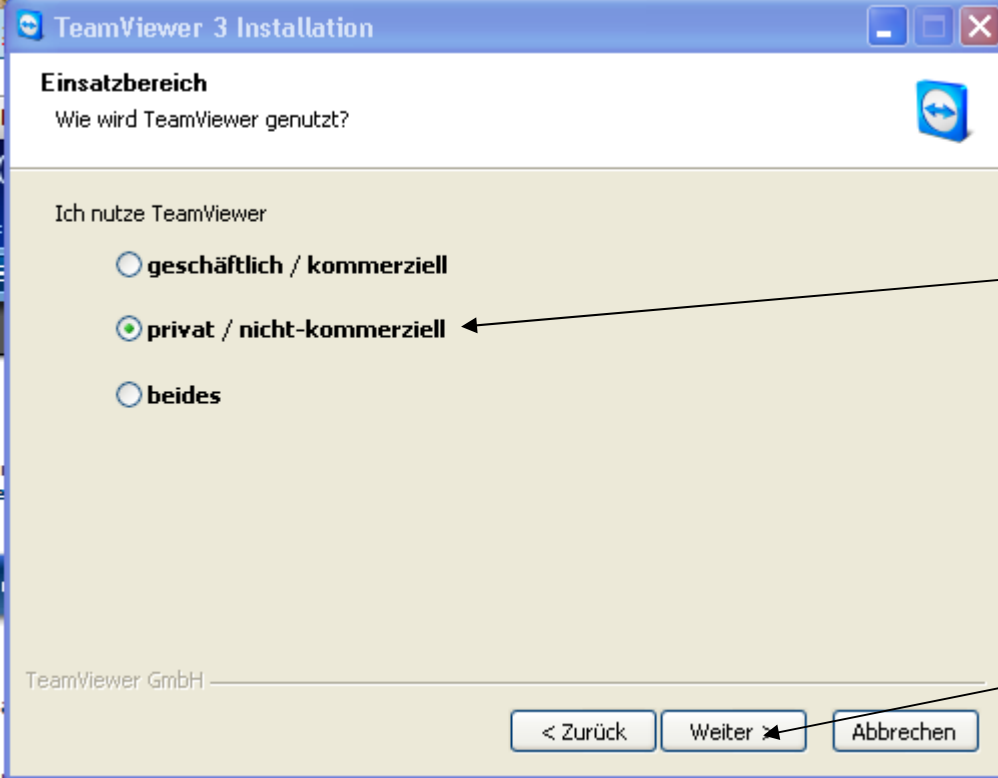 TeamViewer 3 Installation
Einsatzbereich
Wie wird TeamViewer genutzt?
Ich nutze TeamViewer
geschäftlich / kommerziell
privat / nicht-kommerziell
beides
TeamViewer GmbH
< Zurück Weiter > Abbrechen